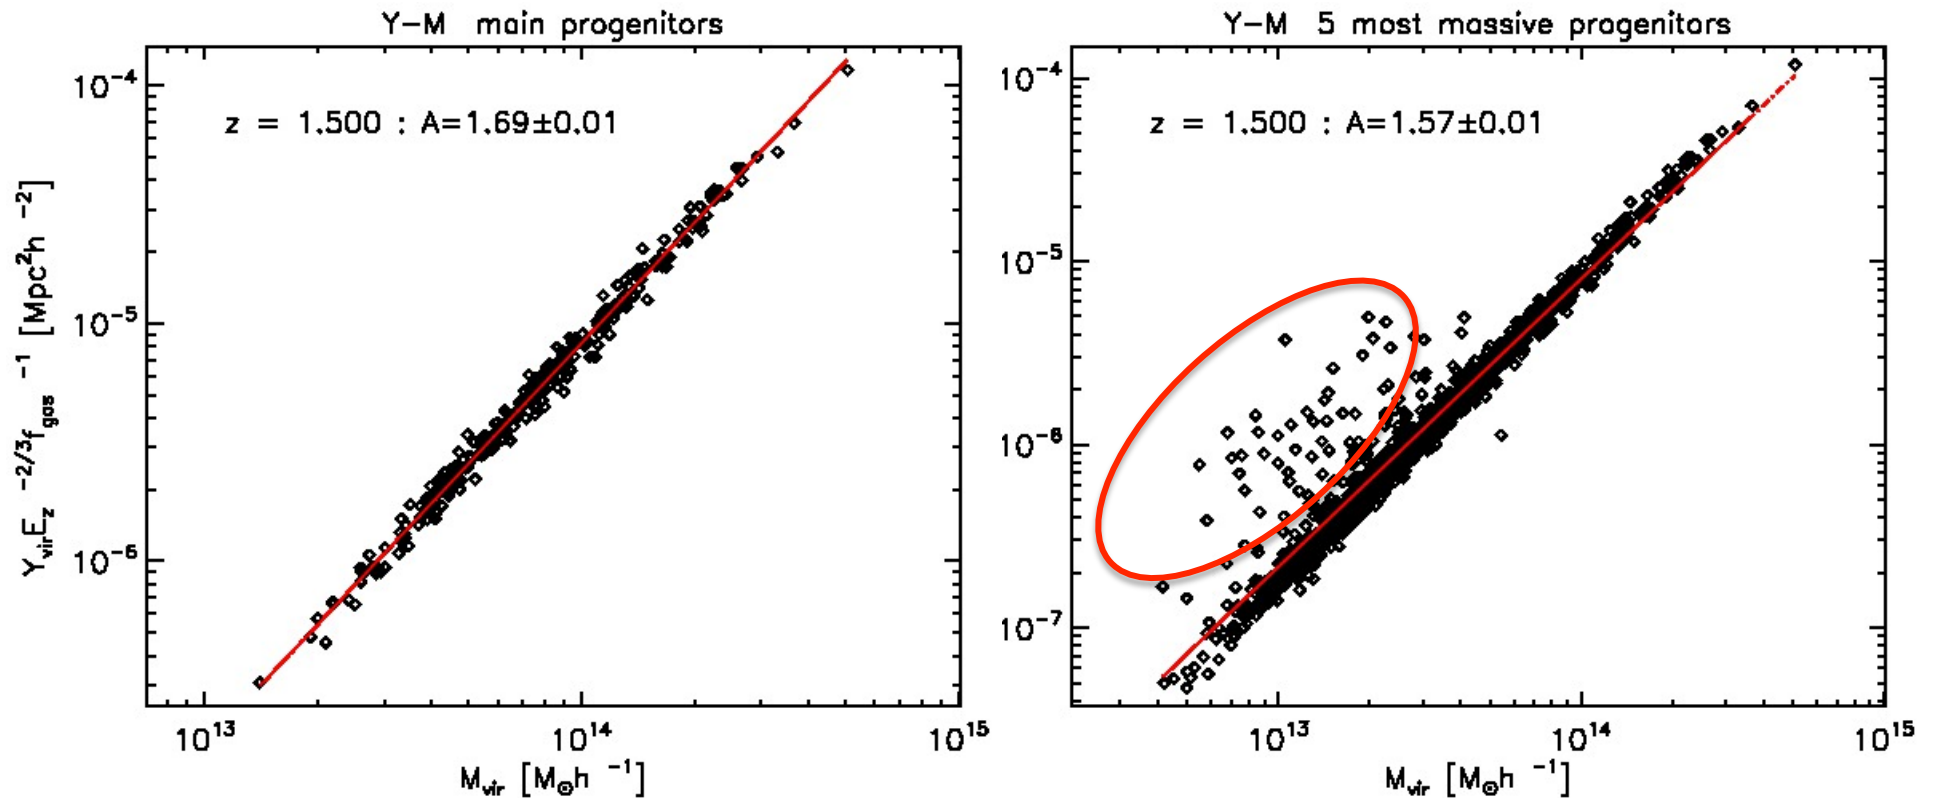 Y−M main progenitors
z = 1.500 : A=1.69±0.01
Y_vir E_z ^−2/3 f_gas ^−1 [Mpc²h ^−2]
10^−4
10^−5
10^−6
10^13
10^14
10^15
M_vir [M_⊙h ^−1]
Y−M 5 most massive progenitors
z = 1.500 : A=1.57±0.01
10^−4
10^−5
10^−6
10^−7
10^13
10^14
10^15
M_vir [M_⊙h ^−1]